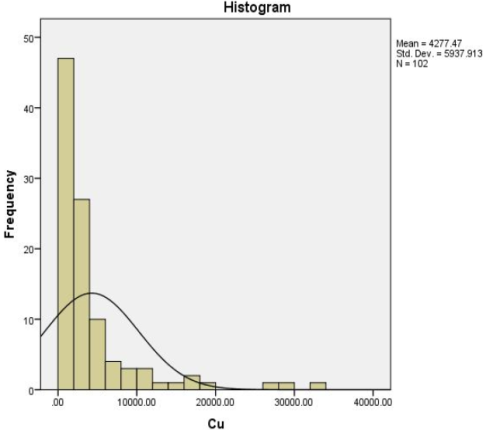 Histogram
Mean = 4277.47
Std. Dev. = 5937.913
N = 102
50
40
30
20
10
0
Frequency
.00
10000.00
20000.00
30000.00
40000.00
Cu